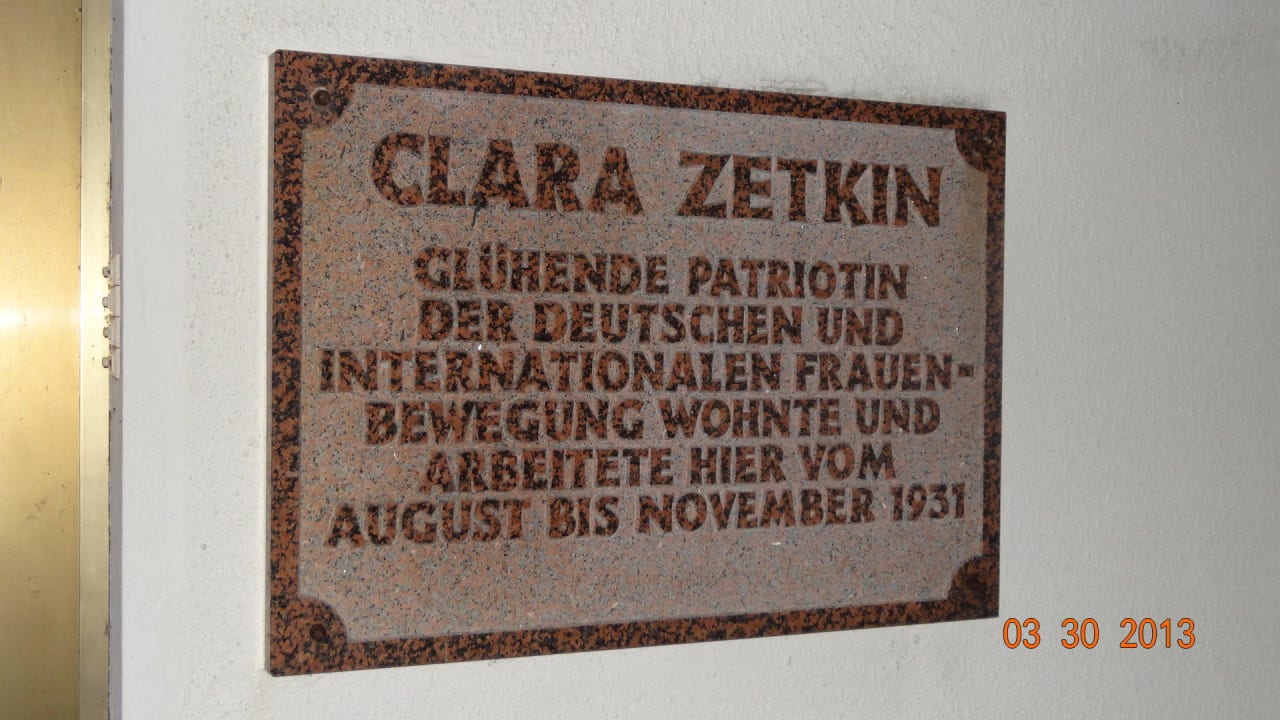 CLARA ZETKIN
GLÜHENDE PATRIOTIN
DER DEUTSCHEN UND
INTERNATIONALEN FRAUEN-
BEWEGUNG WOHNTE UND
ARBEITETE HIER VOM
AUGUST BIS NOVEMBER 1931
03 30 2013